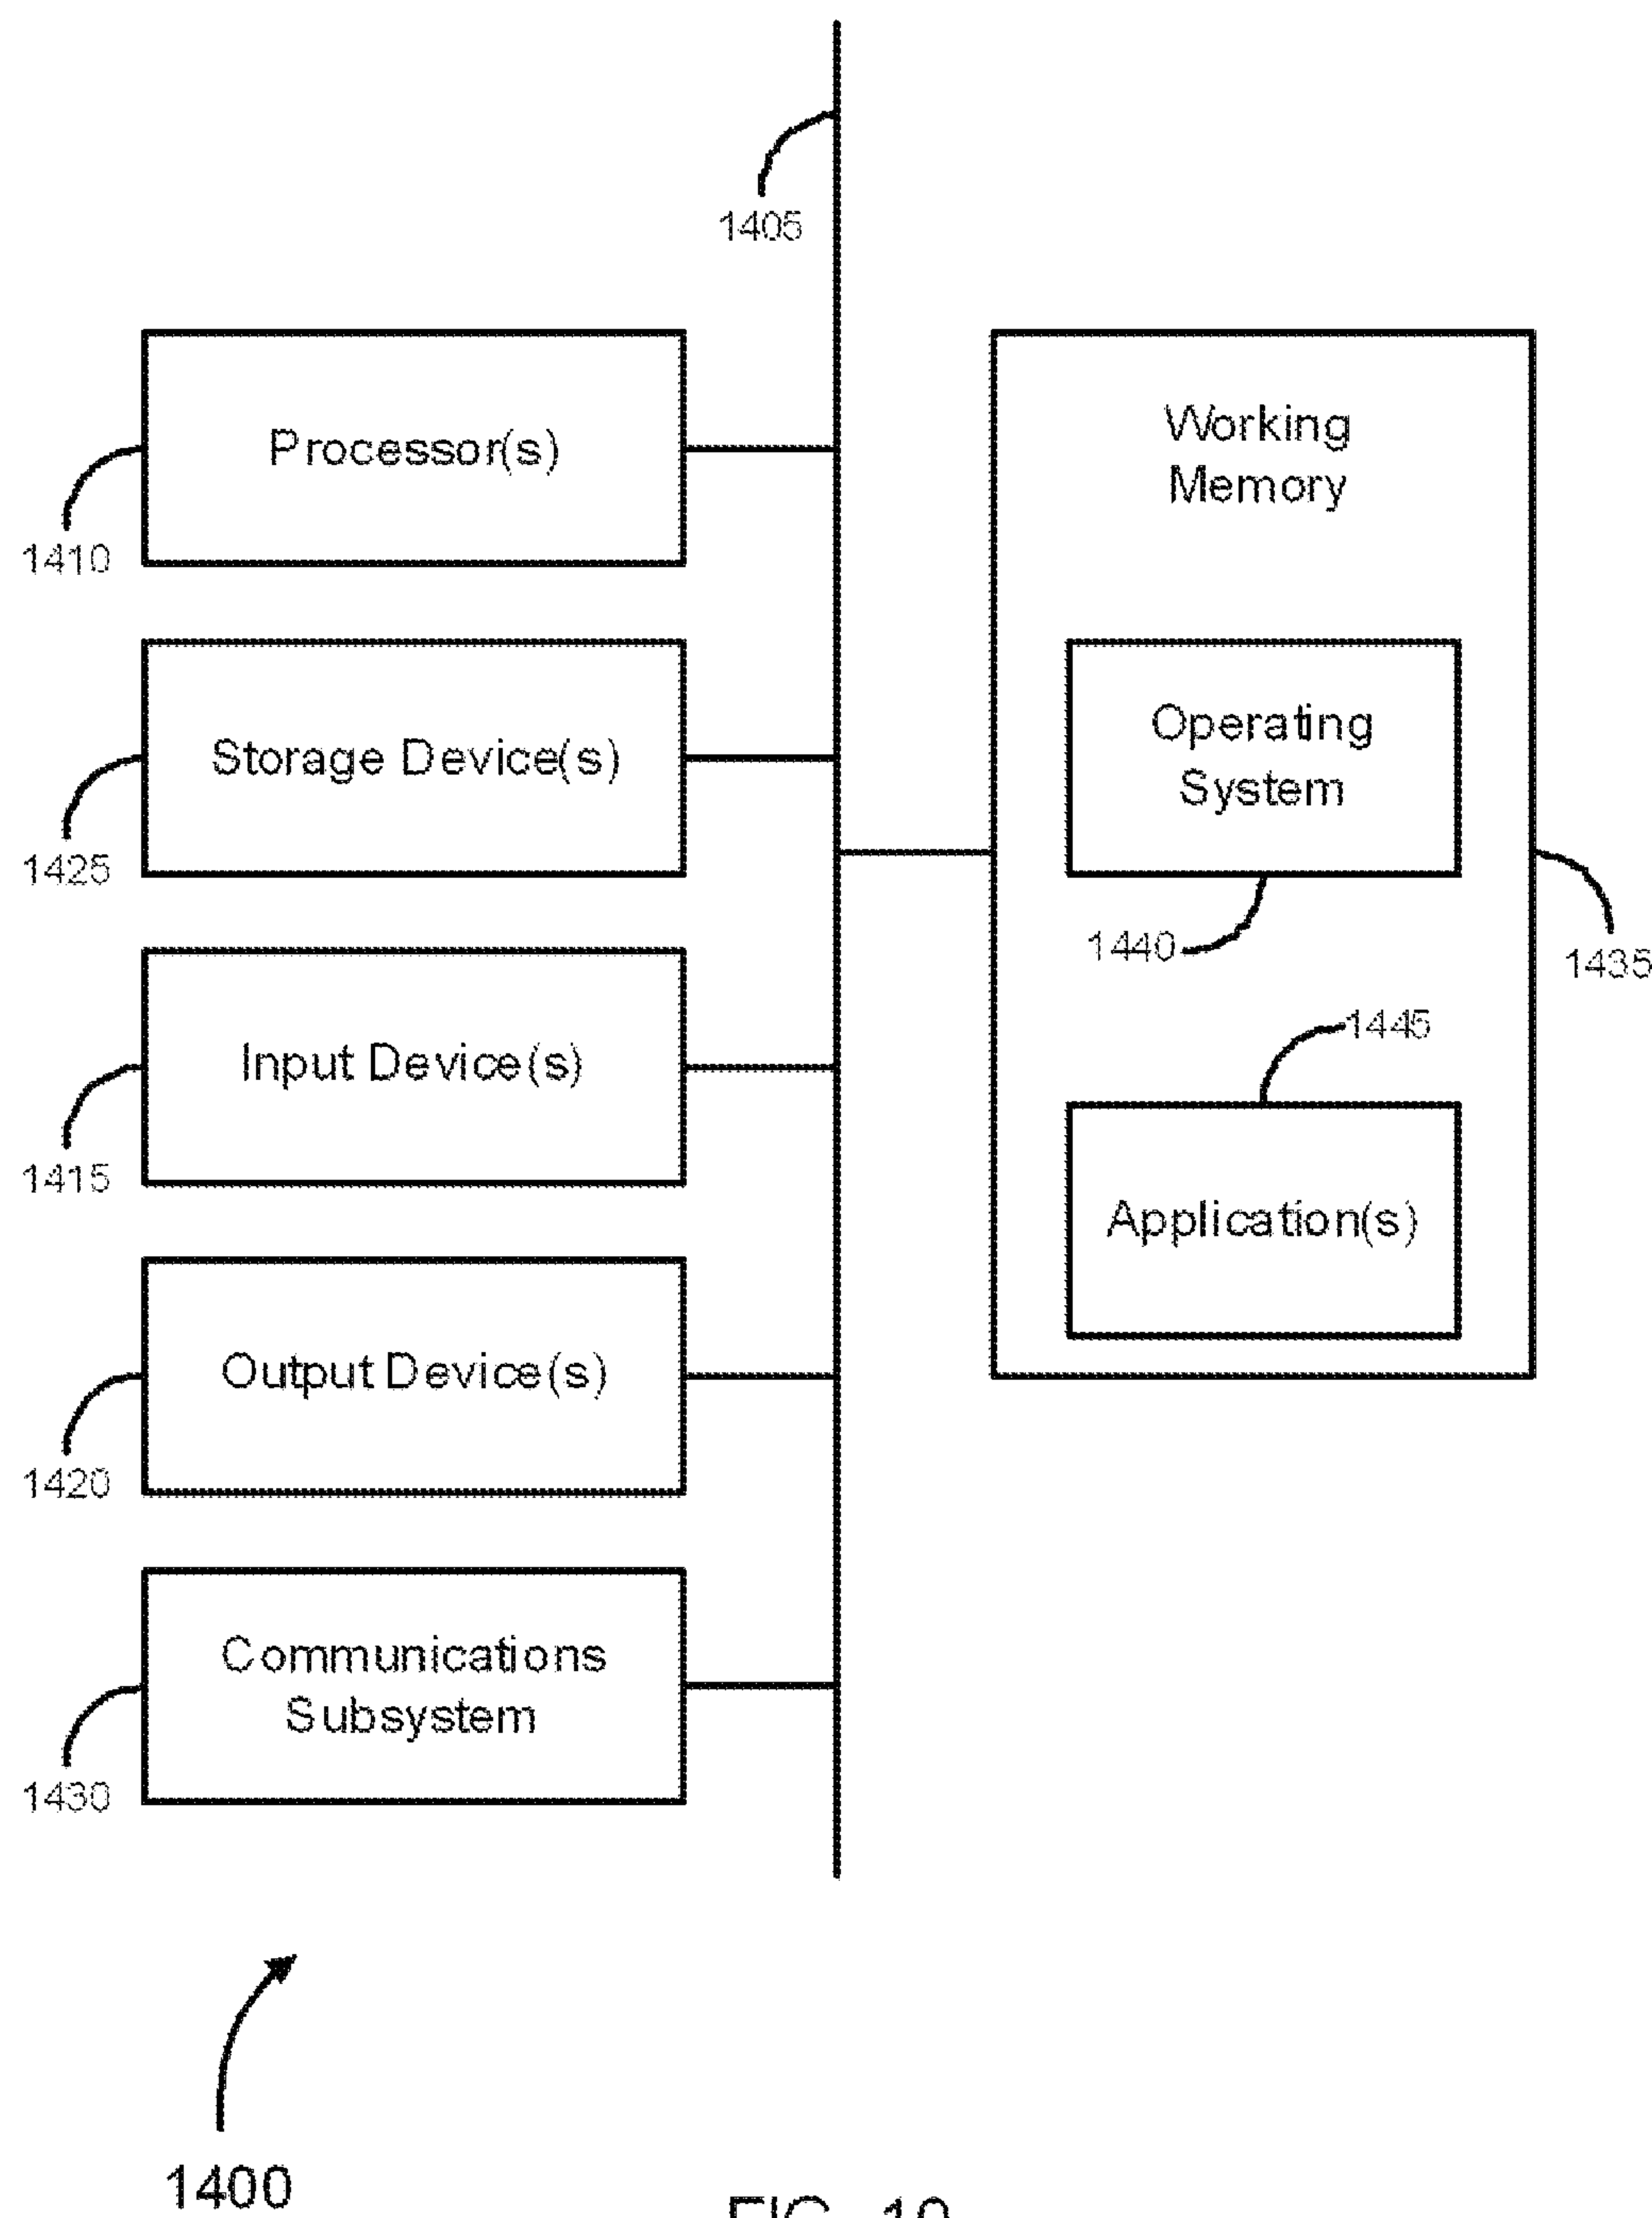 1405
Processor(s)
1410
Storage Device(s)
1425
Input Device(s)
1415
Output Device(s)
1420
Communications
Subsystem
1430
Working
Memory
Operating
System
1440
1435
1445
Application(s)
1400
FIG.